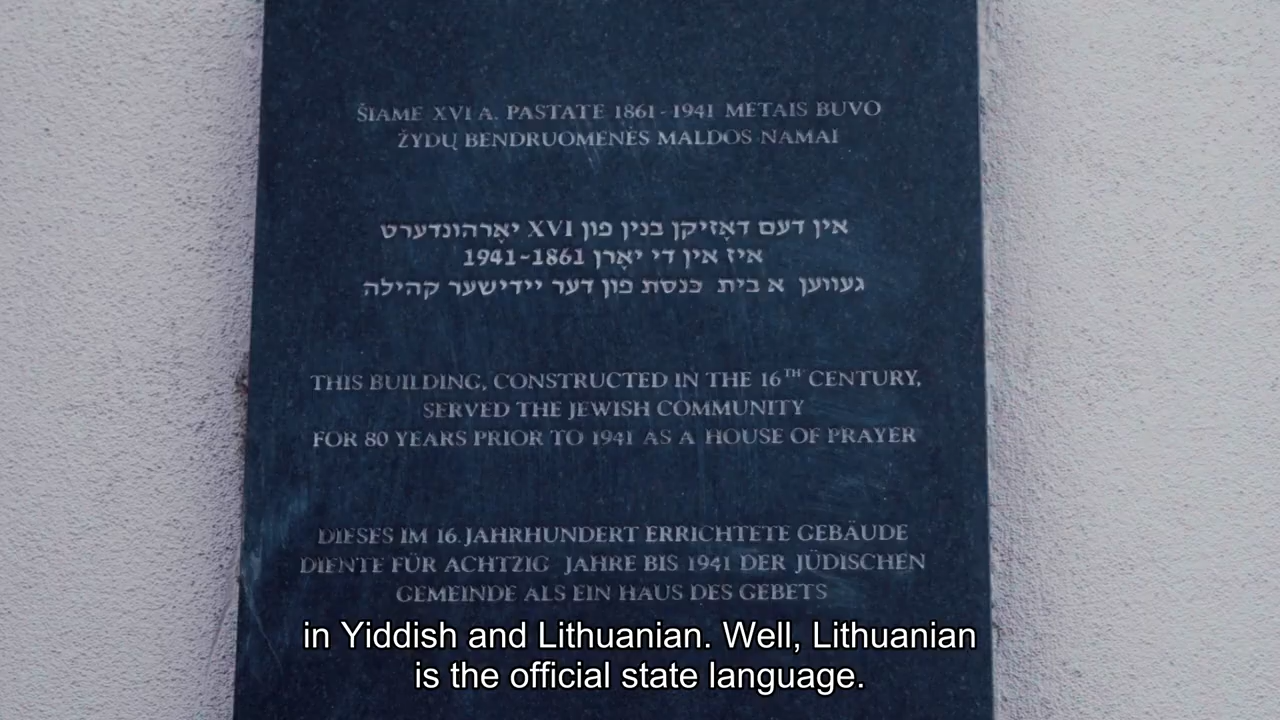 ŠIAME XVI A. PASTATE 1861-1941 METAIS BUVO
ŽYDŲ BENDRUOMENĖS MALDOS NAMAI
אין דעם דאָזיקן בנין פון XVI יאָרהונדערט
איז אין די יאָרן 1941-1861
געווען א בית כנסת פון דער יידישער קהילה
THIS BUILDING, CONSTRUCTED IN THE 16TH CENTURY,
SERVED THE JEWISH COMMUNITY
FOR 80 YEARS PRIOR TO 1941 AS A HOUSE OF PRAYER
DIESES IM 16. JAHRHUNDERT ERRICHTETE GEBÄUDE
DIENTE FÜR ACHTZIG JAHRE BIS 1941 DER JÜDISCHEN
GEMEINDE ALS EIN HAUS DES GEBETS
in Yiddish and Lithuanian. Well, Lithuanian
is the official state language.